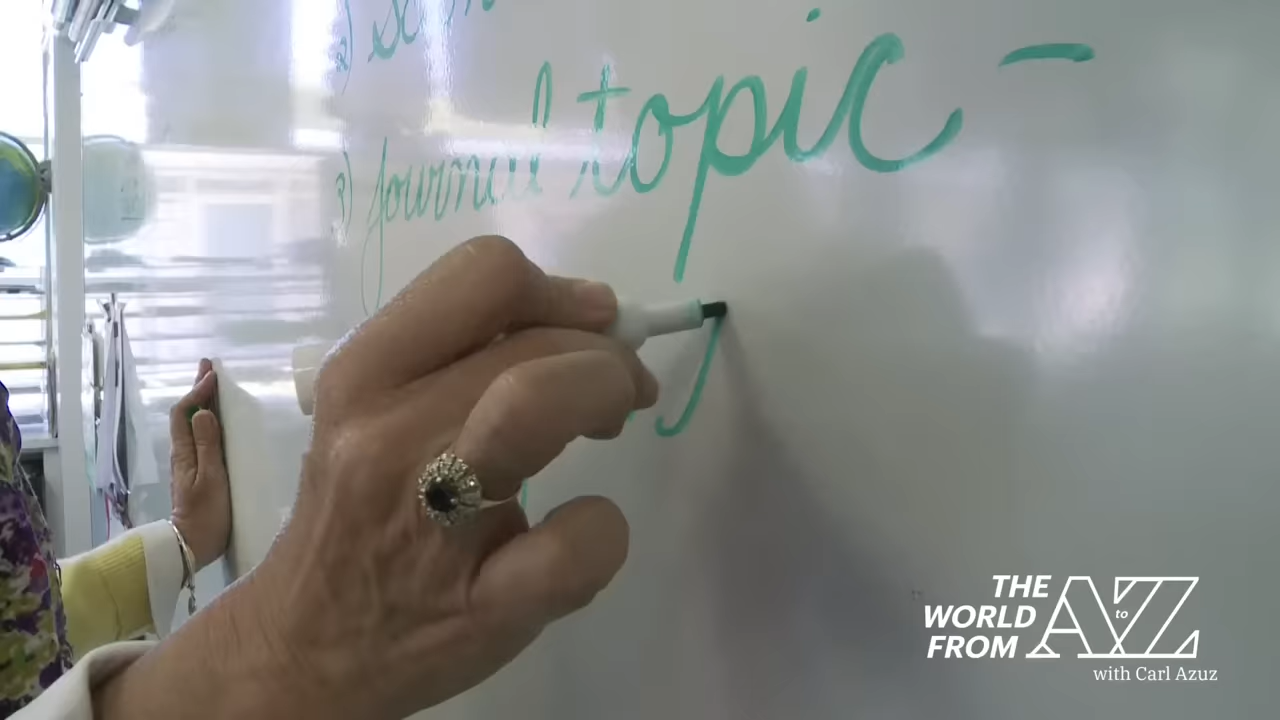 3) Journal topic –
THE
WORLD
FROM
A to Z
with Carl Azuz